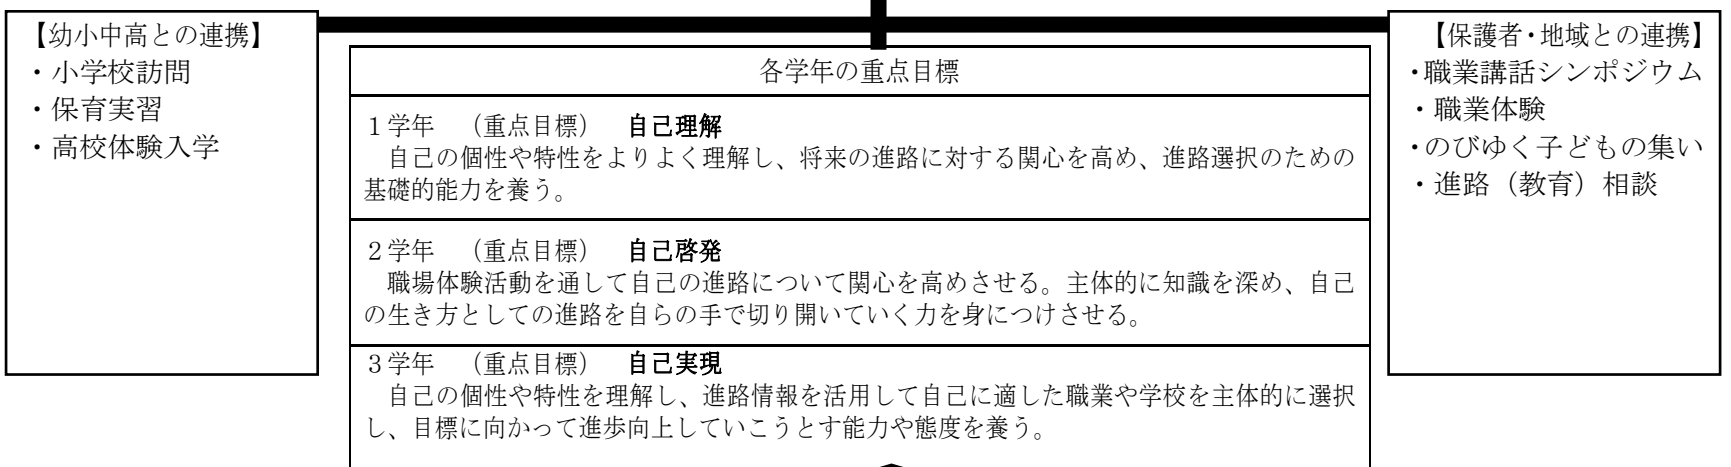 【幼小中高との連携】
・小学校訪問
・保育実習
・高校体験入学
各学年の重点目標
１学年　（重点目標）　自己理解
自己の個性や特性をよりよく理解し、将来の進路に対する関心を高め、進路選択のための
基礎的能力を養う。
２学年　（重点目標）　自己啓発
職場体験活動を通して自己の進路について関心を高めさせる。主体的に知識を深め、自己
の生き方としての進路を自らの手で切り開いていく力を身につけさせる。
３学年　（重点目標）　自己実現
自己の個性や特性を理解し、進路情報を活用して自己に適した職業や学校を主体的に選択
し、目標に向かって進歩向上していこうとす能力や態度を養う。
【保護者・地域との連携】
・職業講話シンポジウム
・職業体験
・のびゆく子どもの集い
・進路（教育）相談